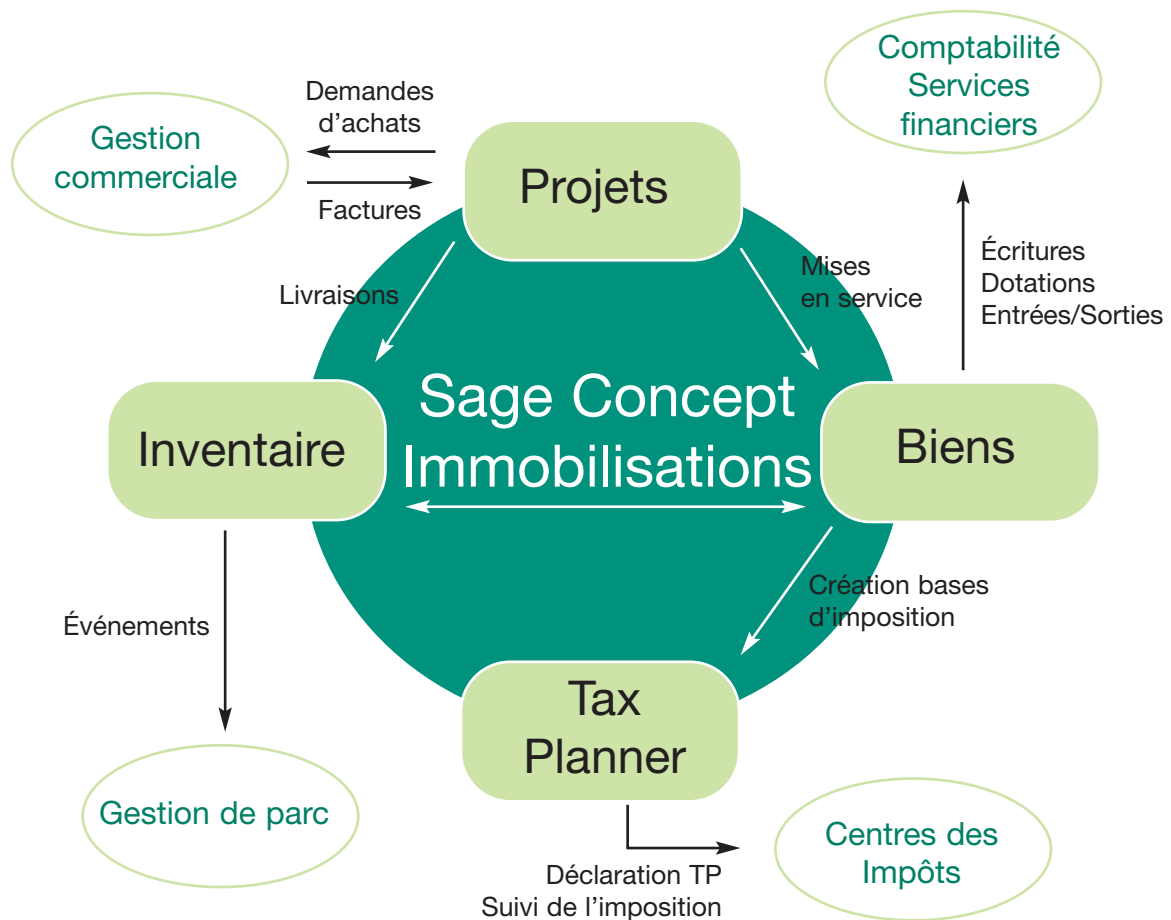 Comptabilité
Services
financiers
Demandes
d’achats
Gestion
commerciale
Projets
Factures
Livraisons
Mises
en service
Écritures
Dotations
Entrées/Sorties
Sage Concept
Immobilisations
Inventaire
Biens
Création bases
d’imposition
Événements
Tax
Planner
Gestion de parc
Centres des
Impôts
Déclaration TP
Suivi de l’imposition